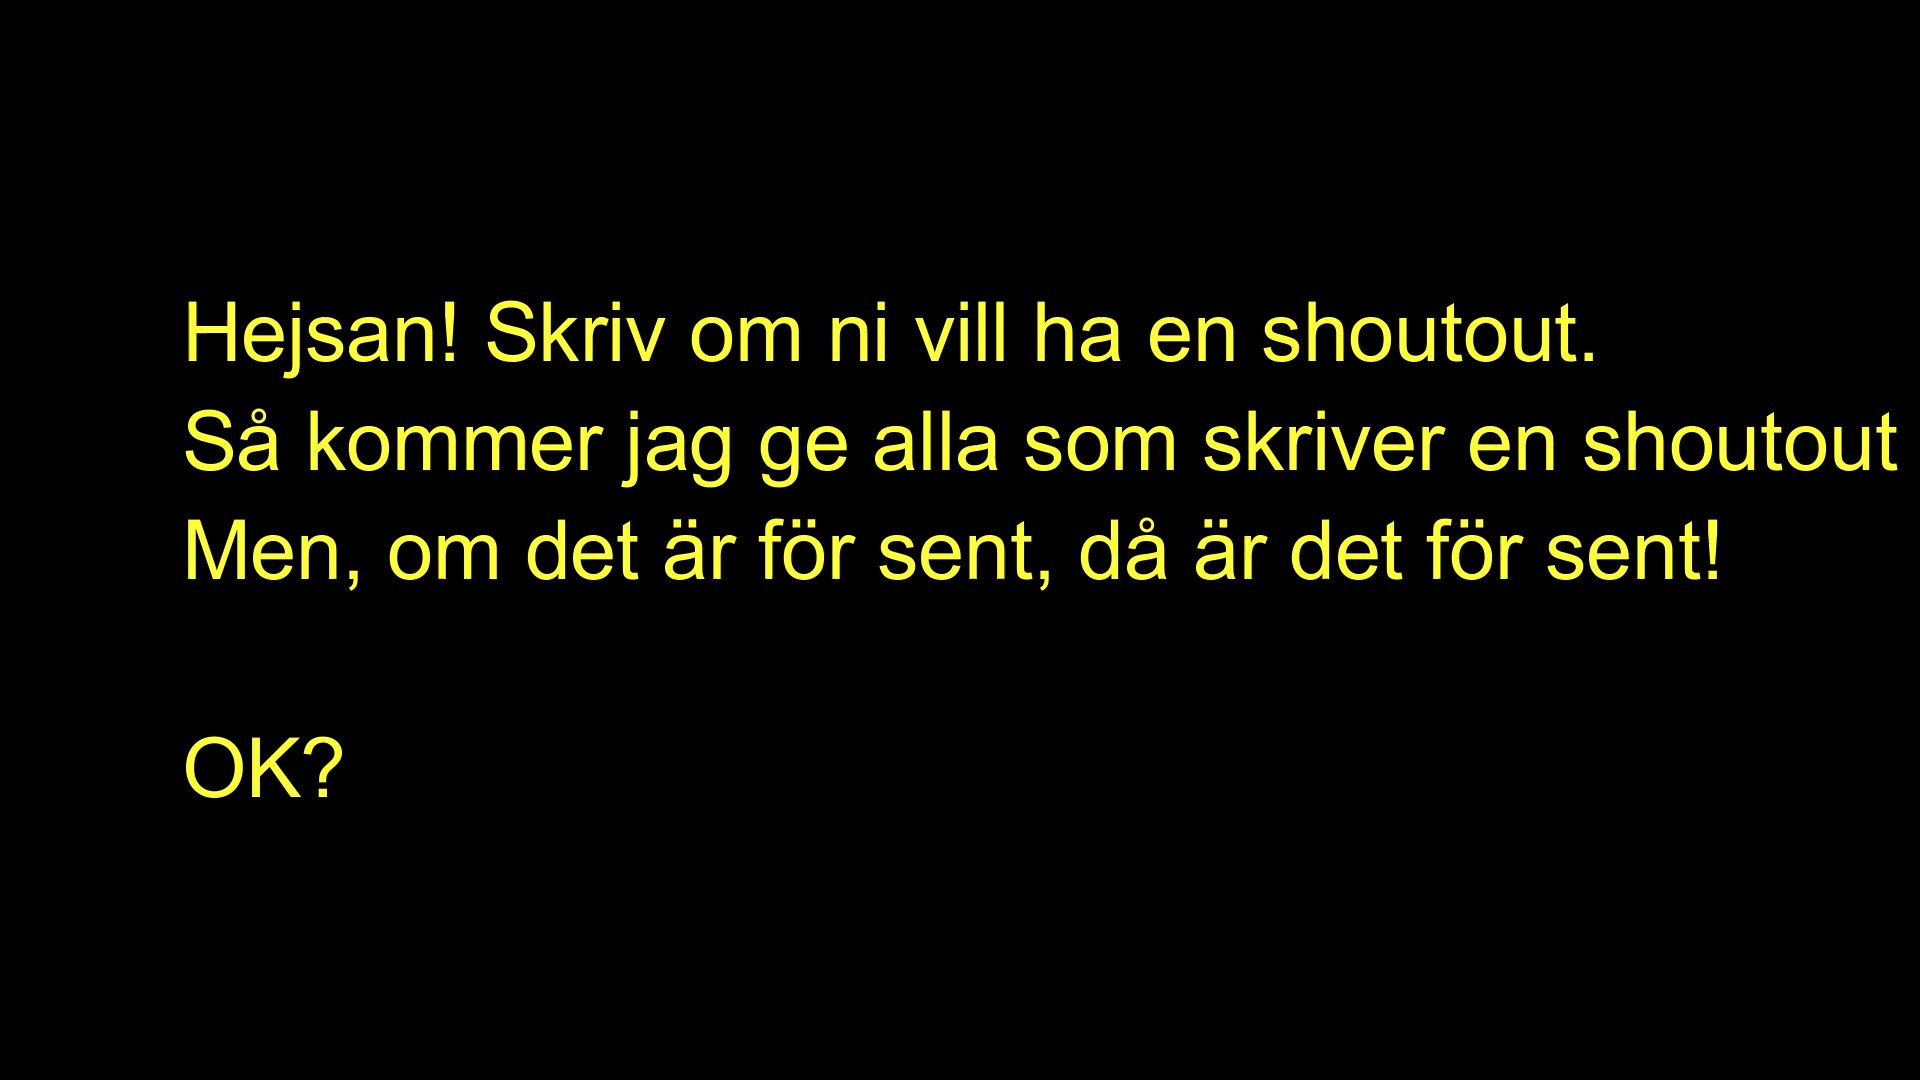 Hejsan! Skriv om ni vill ha en shoutout.
Så kommer jag ge alla som skriver en shoutout
Men, om det är för sent, då är det för sent!
OK?